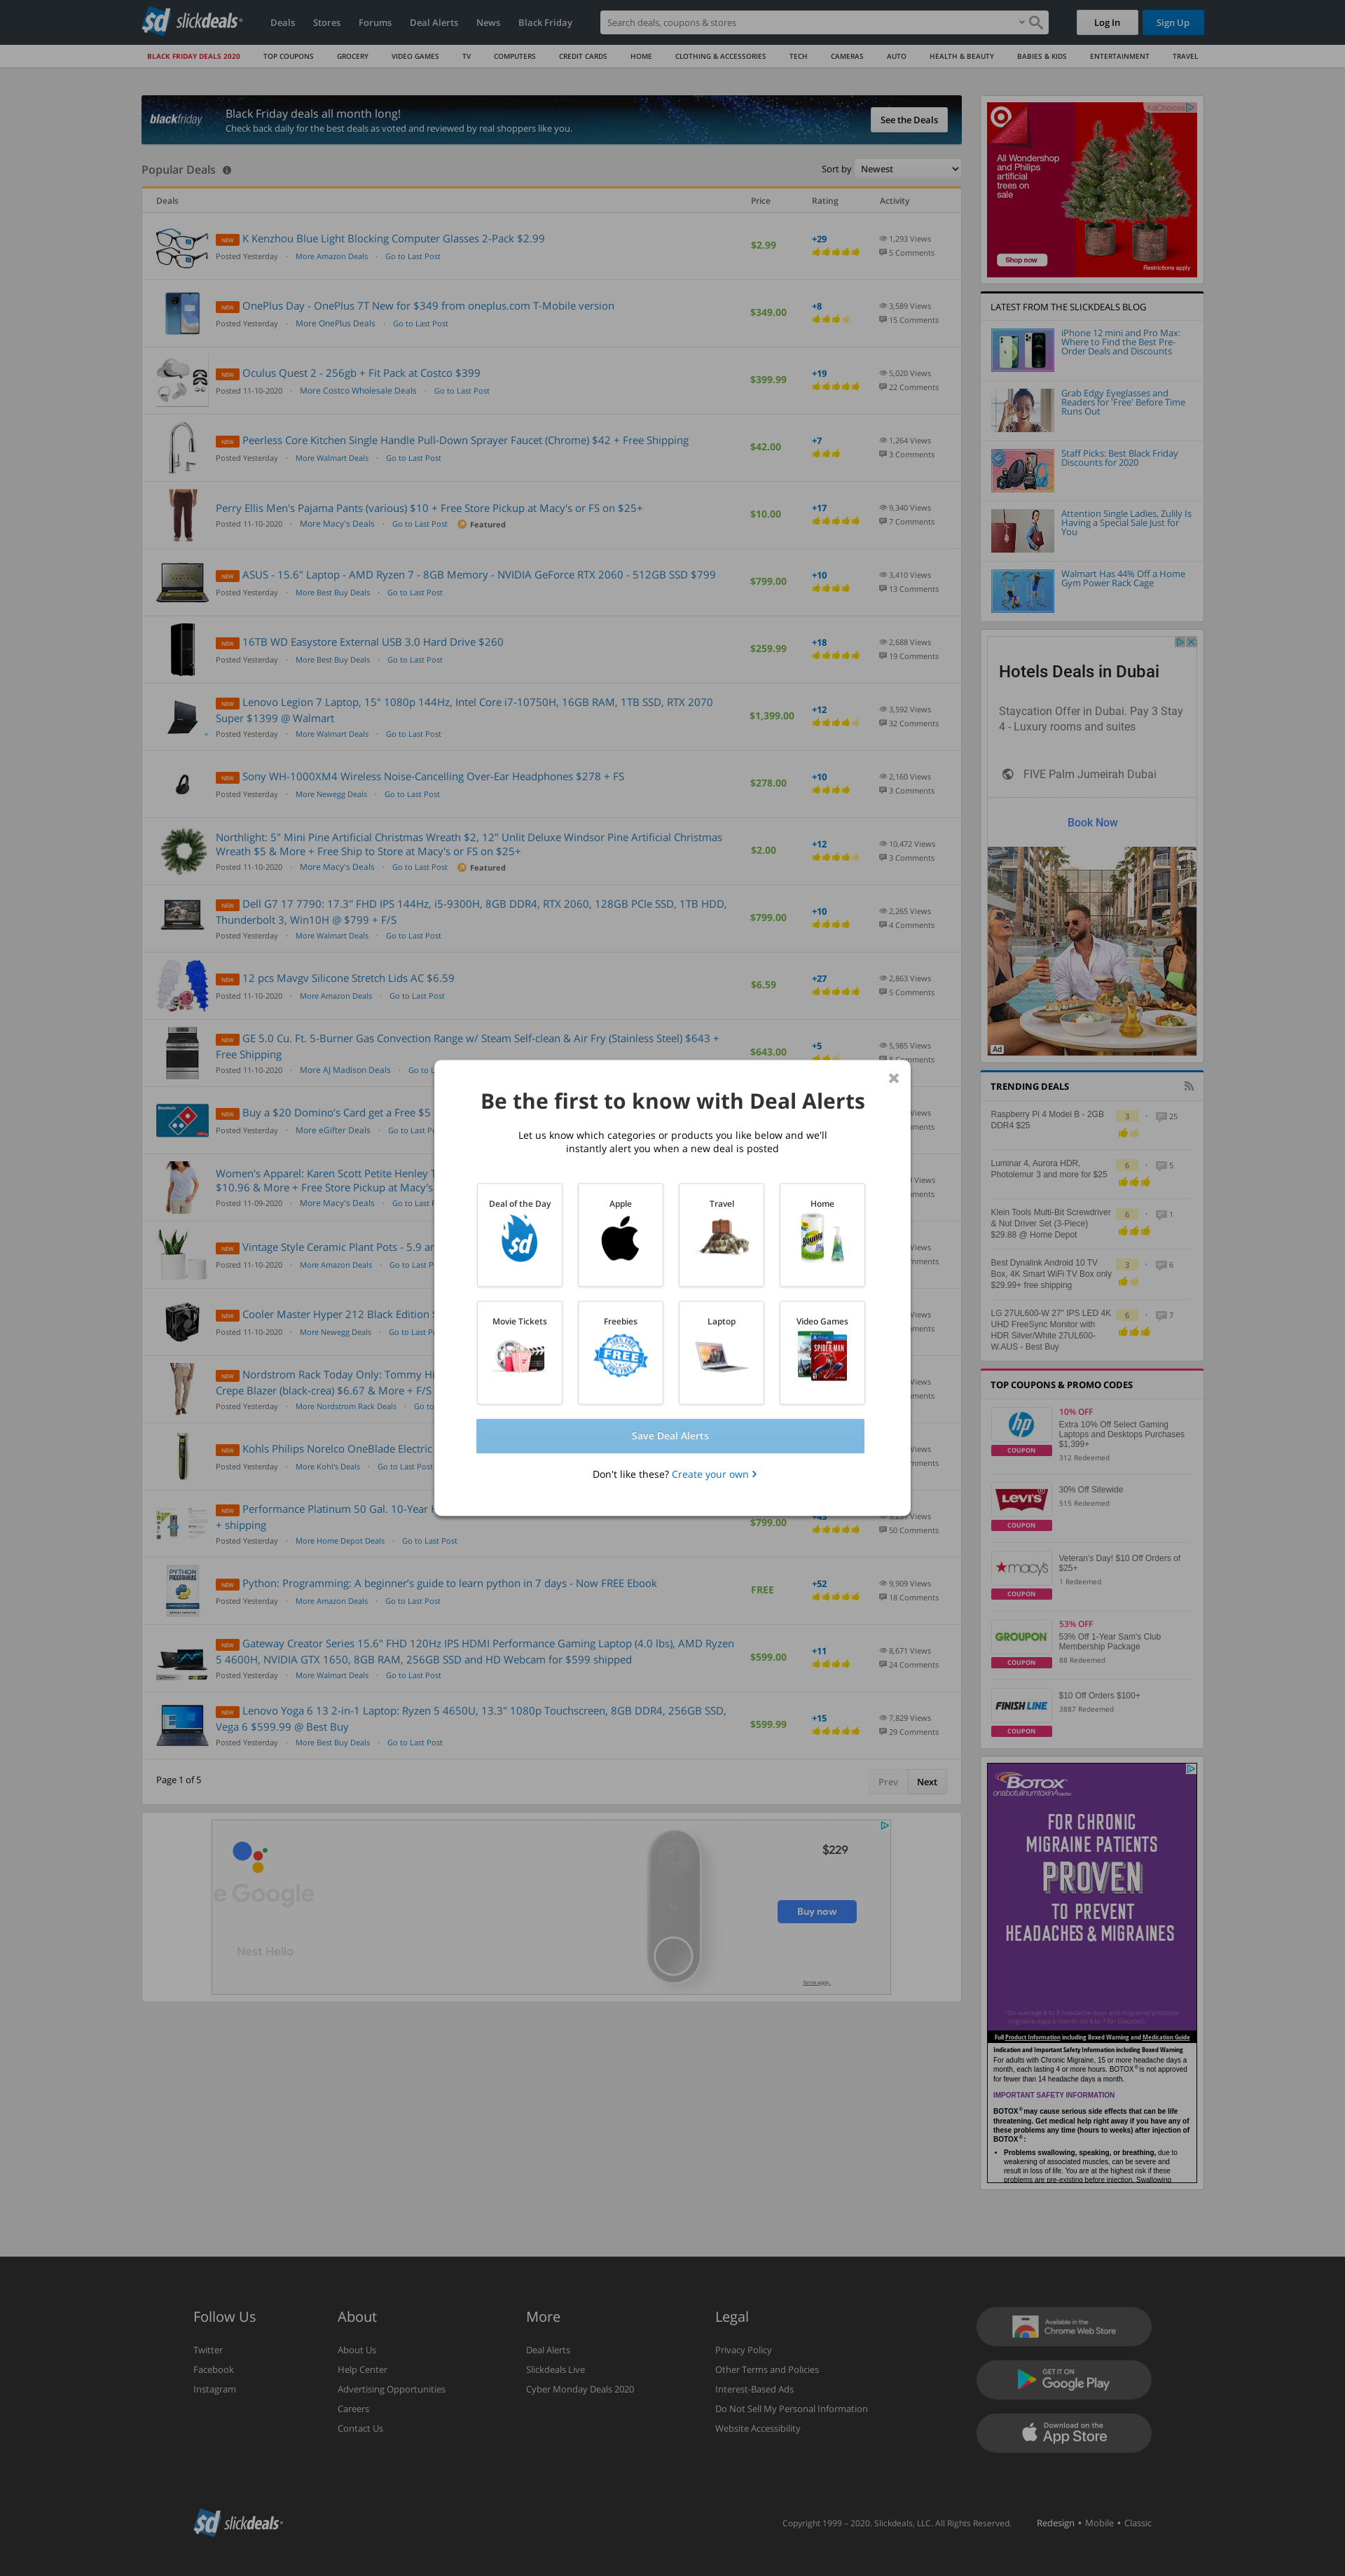 slickdeals
Deals
Stores
Forums
Deal Alerts
News
Black Friday
Search deals, coupons & stores
Log In
Sign Up
BLACK FRIDAY DEALS 2020
TOP COUPONS
GROCERY
VIDEO GAMES
TV
COMPUTERS
CREDIT CARDS
HOME
CLOTHING & ACCESSORIES
TECH
CAMERAS
AUTO
HEALTH & BEAUTY
BABIES & KIDS
ENTERTAINMENT
TRAVEL
blackfriday
Black Friday deals all month long!
Check back daily for the best deals as voted and reviewed by real shoppers like you.
See the Deals
Popular Deals
Sort by Newest
Deals Price Rating Activity
NEW K Kenzhou Blue Light Blocking Computer Glasses 2-Pack $2.99
Posted Yesterday · More Amazon Deals · Go to Last Post
$2.99
+29
1,293 Views
5 Comments
NEW OnePlus Day - OnePlus 7T New for $349 from oneplus.com T-Mobile version
Posted Yesterday · More OnePlus Deals · Go to Last Post
$349.00
+8
3,589 Views
15 Comments
NEW Oculus Quest 2 - 256gb + Fit Pack at Costco $399
Posted 11-10-2020 · More Costco Wholesale Deals · Go to Last Post
$399.99
+19
5,020 Views
22 Comments
NEW Peerless Core Kitchen Single Handle Pull-Down Sprayer Faucet (Chrome) $42 + Free Shipping
Posted Yesterday · More Walmart Deals · Go to Last Post
$42.00
+7
1,264 Views
3 Comments
Perry Ellis Men's Pajama Pants (various) $10 + Free Store Pickup at Macy's or FS on $25+
Posted 11-10-2020 · More Macy's Deals · Go to Last Post Featured
$10.00
+17
9,340 Views
7 Comments
NEW ASUS - 15.6" Laptop - AMD Ryzen 7 - 8GB Memory - NVIDIA GeForce RTX 2060 - 512GB SSD $799
Posted Yesterday · More Best Buy Deals · Go to Last Post
$799.00
+10
3,410 Views
13 Comments
NEW 16TB WD Easystore External USB 3.0 Hard Drive $260
Posted Yesterday · More Best Buy Deals · Go to Last Post
$259.99
+18
2,688 Views
19 Comments
NEW Lenovo Legion 7 Laptop, 15" 1080p 144Hz, Intel Core i7-10750H, 16GB RAM, 1TB SSD, RTX 2070
Super $1399 @ Walmart
Posted Yesterday · More Walmart Deals · Go to Last Post
$1,399.00
+12
3,592 Views
32 Comments
NEW Sony WH-1000XM4 Wireless Noise-Cancelling Over-Ear Headphones $278 + FS
Posted Yesterday · More Newegg Deals · Go to Last Post
$278.00
+10
2,160 Views
3 Comments
Northlight: 5" Mini Pine Artificial Christmas Wreath $2, 12" Unlit Deluxe Windsor Pine Artificial Christmas
Wreath $5 & More + Free Ship to Store at Macy's or FS on $25+
Posted 11-10-2020 · More Macy's Deals · Go to Last Post Featured
$2.00
+12
10,472 Views
3 Comments
NEW Dell G7 17 7790: 17.3'' FHD IPS 144Hz, i5-9300H, 8GB DDR4, RTX 2060, 128GB PCIe SSD, 1TB HDD,
Thunderbolt 3, Win10H @ $799 + F/S
Posted Yesterday · More Walmart Deals · Go to Last Post
$799.00
+10
2,265 Views
4 Comments
NEW 12 pcs Mavgv Silicone Stretch Lids AC $6.59
Posted 11-10-2020 · More Amazon Deals · Go to Last Post
$6.59
+27
2,863 Views
5 Comments
NEW GE 5.0 Cu. Ft. 5-Burner Gas Convection Range w/ Steam Self-clean & Air Fry (Stainless Steel) $643 +
Free Shipping
Posted 11-10-2020 · More AJ Madison Deals · Go to L
$643.00
+5
5,985 Views
NEW Buy a $20 Domino's Card get a Free $5
Posted Yesterday · More eGifter Deals · Go to Last Po
Women's Apparel: Karen Scott Petite Henley T
$10.96 & More + Free Store Pickup at Macy's
Posted 11-09-2020 · More Macy's Deals · Go to Last P
NEW Vintage Style Ceramic Plant Pots - 5.9 an
Posted 11-10-2020 · More Amazon Deals · Go to Last P
NEW Cooler Master Hyper 212 Black Edition
Posted 11-10-2020 · More Newegg Deals · Go to Last P
NEW Nordstrom Rack Today Only: Tommy Hi
Crepe Blazer (black-crea) $6.67 & More + F/S
Posted Yesterday · More Nordstrom Rack Deals · Go to
NEW Kohls Philips Norelco OneBlade Electric
Posted Yesterday · More Kohl's Deals · Go to Last Post
NEW Performance Platinum 50 Gal. 10-Year
+ shipping
Posted Yesterday · More Home Depot Deals · Go to Last Post
$799.00
50 Comments
NEW Python: Programming: A beginner's guide to learn python in 7 days - Now FREE Ebook
Posted Yesterday · More Amazon Deals · Go to Last Post
FREE
+52
9,909 Views
18 Comments
NEW Gateway Creator Series 15.6" FHD 120Hz IPS HDMI Performance Gaming Laptop (4.0 lbs), AMD Ryzen
5 4600H, NVIDIA GTX 1650, 8GB RAM, 256GB SSD and HD Webcam for $599 shipped
Posted Yesterday · More Walmart Deals · Go to Last Post
$599.00
+11
8,671 Views
24 Comments
NEW Lenovo Yoga 6 13 2-in-1 Laptop: Ryzen 5 4650U, 13.3" 1080p Touchscreen, 8GB DDR4, 256GB SSD,
Vega 6 $599.99 @ Best Buy
Posted Yesterday · More Best Buy Deals · Go to Last Post
$599.99
+15
7,829 Views
29 Comments
Page 1 of 5
Prev
Next
Be the first to know with Deal Alerts
Let us know which categories or products you like below and we'll
instantly alert you when a new deal is posted
Deal of the Day
Apple
Travel
Home
Movie Tickets
Freebies
FREE
Laptop
Video Games
Save Deal Alerts
Don't like these? Create your own
e Google
Nest Hello
$229
Buy now
Terms apply.
AdChoices
All Wondershop
and Philips
artificial
trees on
sale
Shop now
Restrictions apply
LATEST FROM THE SLICKDEALS BLOG
iPhone 12 mini and Pro Max:
Where to Find the Best Pre-
Order Deals and Discounts
Grab Edgy Eyeglasses and
Readers for 'Free' Before Time
Runs Out
Staff Picks: Best Black Friday
Discounts for 2020
Attention Single Ladies, Zulily Is
Having a Special Sale Just for
You
Walmart Has 44% Off a Home
Gym Power Rack Cage
Hotels Deals in Dubai
Staycation Offer in Dubai. Pay 3 Stay
4 - Luxury rooms and suites
FIVE Palm Jumeirah Dubai
Book Now
Ad
TRENDING DEALS
Raspberry Pi 4 Model B - 2GB
DDR4 $25
3
25
Luminar 4, Aurora HDR,
Photolemur 3 and more for $25
6
5
Klein Tools Multi-Bit Screwdriver
& Nut Driver Set (3-Piece)
$29.88 @ Home Depot
6
1
Best Dynalink Android 10 TV
Box, 4K Smart WiFi TV Box only
$29.99+ free shipping
3
6
LG 27UL600-W 27" IPS LED 4K
UHD FreeSync Monitor with
HDR Silver/White 27UL600-
W.AUS - Best Buy
6
7
TOP COUPONS & PROMO CODES
hp
COUPON
10% OFF
Extra 10% Off Select Gaming
Laptops and Desktops Purchases
$1,399+
312 Redeemed
LEVI'S
COUPON
30% Off Sitewide
515 Redeemed
macys
COUPON
Veteran's Day! $10 Off Orders of
$25+
1 Redeemed
GROUPON
COUPON
53% OFF
53% Off 1-Year Sam's Club
Membership Package
88 Redeemed
FINISH LINE
COUPON
$10 Off Orders $100+
3887 Redeemed
BOTOX
onabotulinumtoxinA
FOR CHRONIC
MIGRAINE PATIENTS
PROVEN
TO PREVENT
HEADACHES & MIGRAINES
Full Product Information including Boxed Warning and Medication Guide
Indication and Important Safety Information including Boxed Warning
For adults with Chronic Migraine, 15 or more headache days a
month, each lasting 4 or more hours. BOTOX® is not approved
for fewer than 14 headache days a month.
IMPORTANT SAFETY INFORMATION
BOTOX® may cause serious side effects that can be life
threatening. Get medical help right away if you have any of
these problems any time (hours to weeks) after injection of
BOTOX®:
• Problems swallowing, speaking, or breathing, due to
weakening of associated muscles, can be severe and
result in loss of life. You are at the highest risk if these
problems are pre-existing before injection. Swallowing
Follow Us
Twitter
Facebook
Instagram
About
About Us
Help Center
Advertising Opportunities
Careers
Contact Us
More
Deal Alerts
Slickdeals Live
Cyber Monday Deals 2020
Legal
Privacy Policy
Other Terms and Policies
Interest-Based Ads
Do Not Sell My Personal Information
Website Accessibility
Available in the
Chrome Web Store
GET IT ON
Google Play
Download on the
App Store
slickdeals
Copyright 1999 – 2020. Slickdeals, LLC. All Rights Reserved.
Redesign • Mobile • Classic